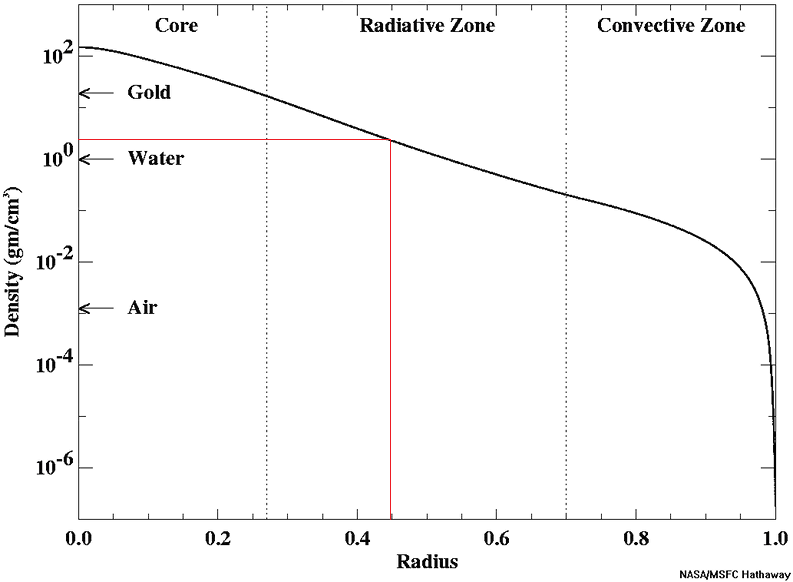 Core Radiative Zone Convective Zone
10²
Gold
10⁰
Water
10⁻²
Air
10⁻⁴
10⁻⁶
Density (gm/cm³)
0.0 0.2 0.4 0.6 0.8 1.0
Radius
NASA/MSFC Hathaway